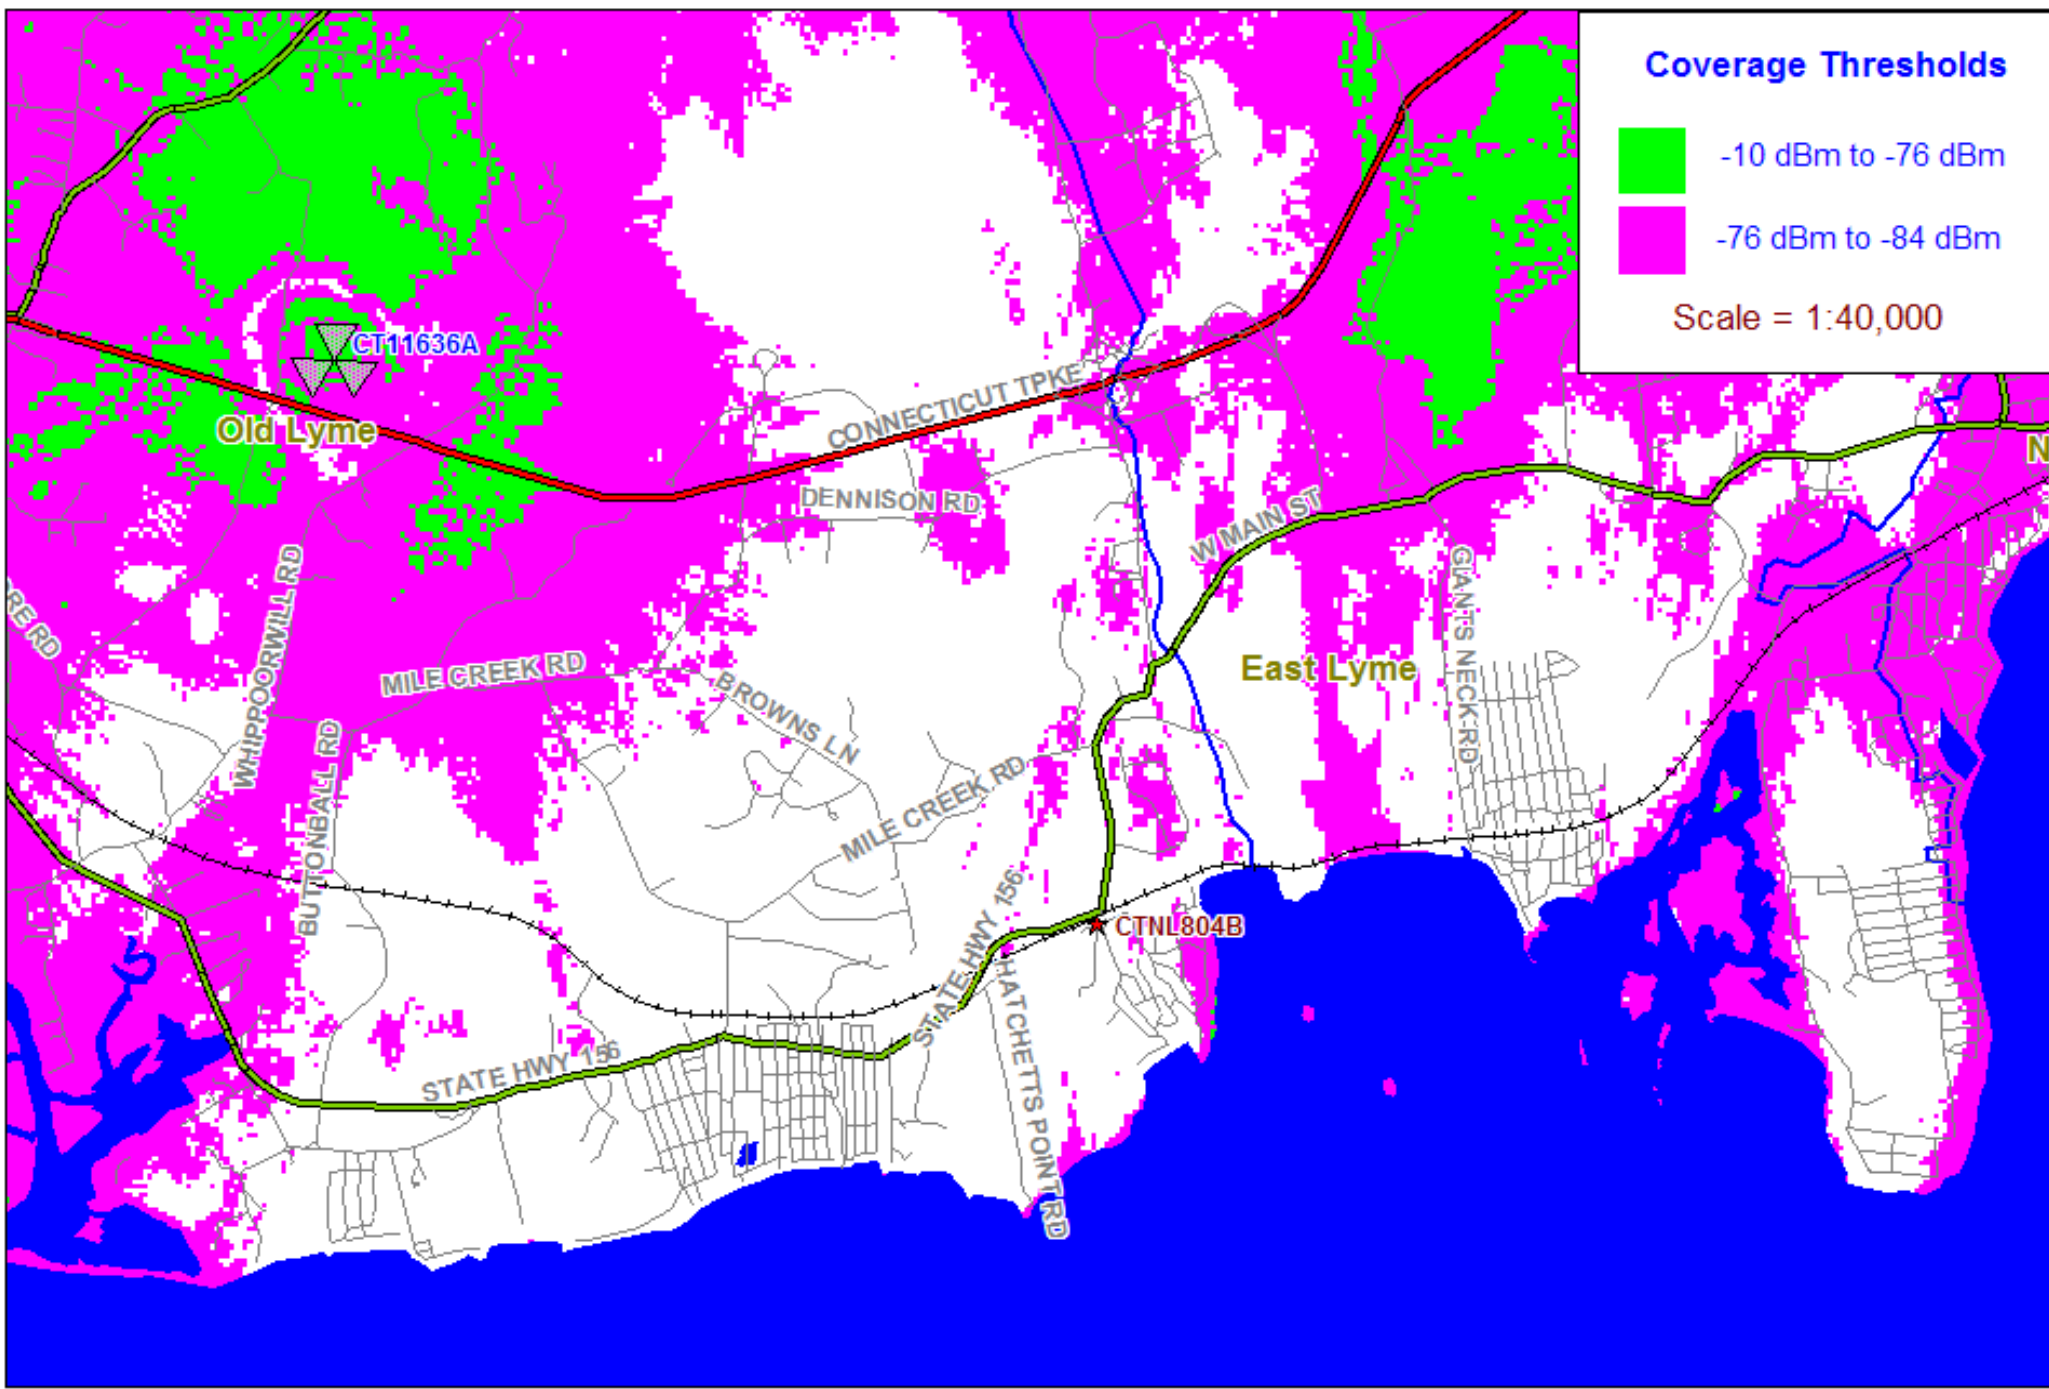 Coverage Thresholds
-10 dBm to -76 dBm
-76 dBm to -84 dBm
Scale = 1:40,000
CT11636A
Old Lyme
CONNECTICUT TPKE
DENNISON RD
W MAIN ST
N
WHIPPOORWILL RD
ORE RD
GIANTS NECK RD
MILE CREEK RD
East Lyme
BROWNS LN
BUTTONBALL RD
MILE CREEK RD
STATE HWY 156
CTNL804B
HATCHETTS POINT RD
STATE HWY 156